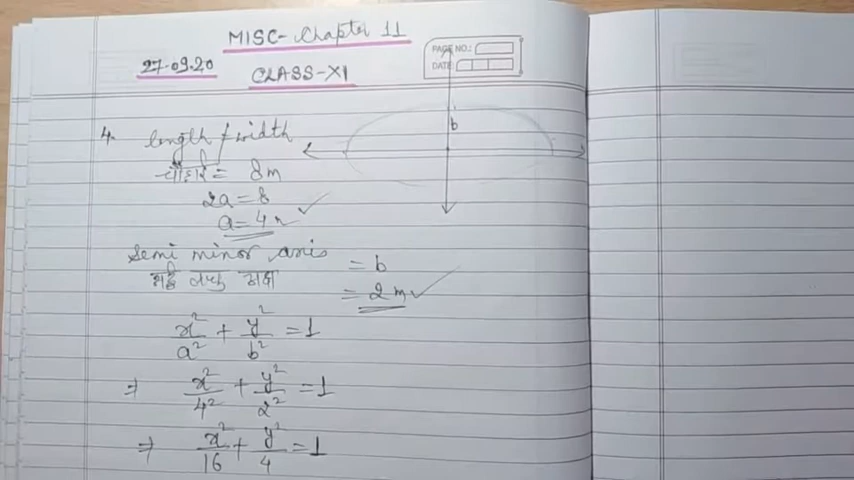 MISC- Chapter 11
27-09.20
CLASS-XI
PAGE NO.:
DATE
4. length / width
चौड़ाई = 8m
2a = 8
a = 4m
b
semi minor axis = b
अर्द्ध लघु अक्ष = 2m
x²/a² + y²/b² = 1
⇒ x²/4² + y²/2² = 1
⇒ x²/16 + y²/4 = 1